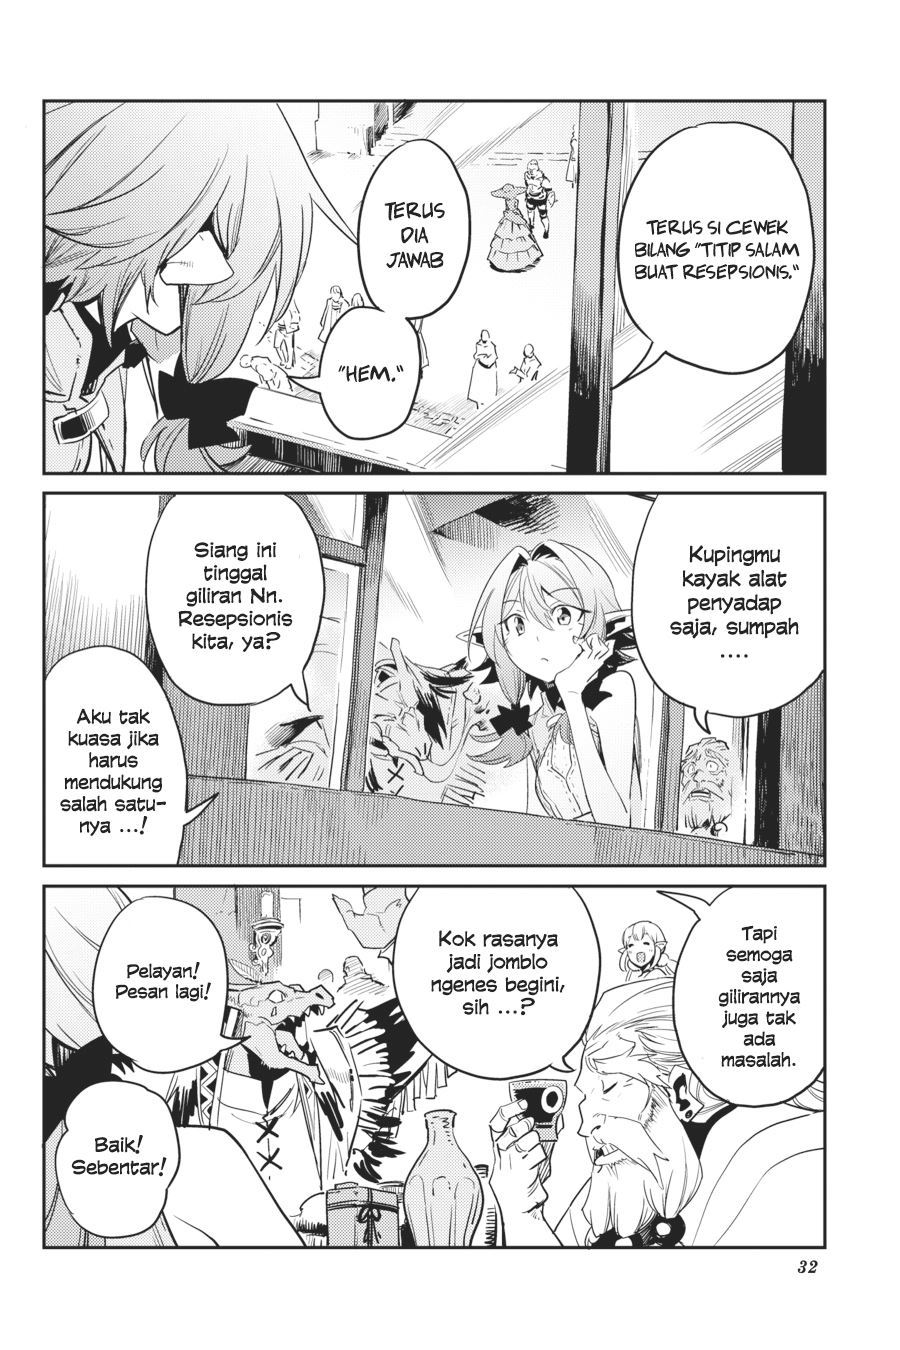 TERUS SI CEWEK
BILANG "TITIP SALAM
BUAT RESEPSIONIS."
TERUS
DIA
JAWAB
"HEM."
Kupingmu
kayak alat
penyadap
saja, sumpah
....
Siang ini
tinggal
giliran Nn.
Resepsionis
kita, ya?
Aku tak
kuasa jika
harus
mendukung
salah satu-
nya ...!
Tapi
semoga
saja
gilirannya
juga tak
ada
masalah.
Kok rasanya
jadi jomblo
ngenes begini,
sih ...?
Pelayan!
Pesan lagi!
Baik!
Sebentar!
32